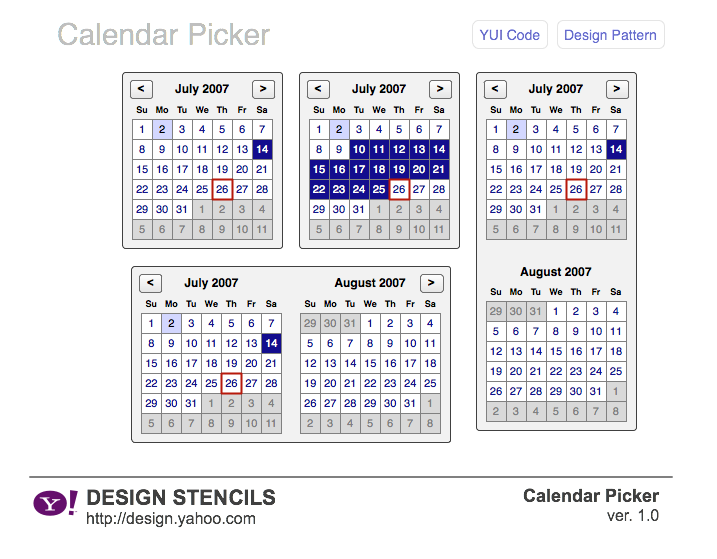 Calendar Picker
YUI Code
Design Pattern
< July 2007 >
Su Mo Tu We Th Fr Sa
1 2 3 4 5 6 7
8 9 10 11 12 13 14
15 16 17 18 19 20 21
22 23 24 25 26 27 28
29 30 31 1 2 3 4
5 6 7 8 9 10 11
< July 2007 >
Su Mo Tu We Th Fr Sa
1 2 3 4 5 6 7
8 9 10 11 12 13 14
15 16 17 18 19 20 21
22 23 24 25 26 27 28
29 30 31 1 2 3 4
5 6 7 8 9 10 11
< July 2007 >
Su Mo Tu We Th Fr Sa
1 2 3 4 5 6 7
8 9 10 11 12 13 14
15 16 17 18 19 20 21
22 23 24 25 26 27 28
29 30 31 1 2 3 4
5 6 7 8 9 10 11
August 2007
Su Mo Tu We Th Fr Sa
29 30 31 1 2 3 4
5 6 7 8 9 10 11
12 13 14 15 16 17 18
19 20 21 22 23 24 25
26 27 28 29 30 31 1
2 3 4 5 6 7 8
< July 2007
Su Mo Tu We Th Fr Sa
1 2 3 4 5 6 7
8 9 10 11 12 13 14
15 16 17 18 19 20 21
22 23 24 25 26 27 28
29 30 31 1 2 3 4
5 6 7 8 9 10 11
August 2007 >
Su Mo Tu We Th Fr Sa
29 30 31 1 2 3 4
5 6 7 8 9 10 11
12 13 14 15 16 17 18
19 20 21 22 23 24 25
26 27 28 29 30 31 1
2 3 4 5 6 7 8
Y!
DESIGN STENCILS
http://design.yahoo.com
Calendar Picker
ver. 1.0